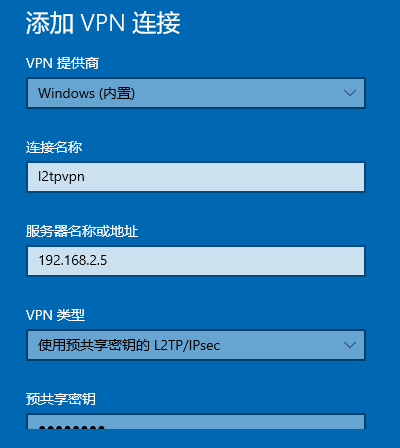 添加 VPN 连接
VPN 提供商
Windows (内置)
连接名称
l2tpvpn
服务器名称或地址
192.168.2.5
VPN 类型
使用预共享密钥的 L2TP/IPsec
预共享密钥